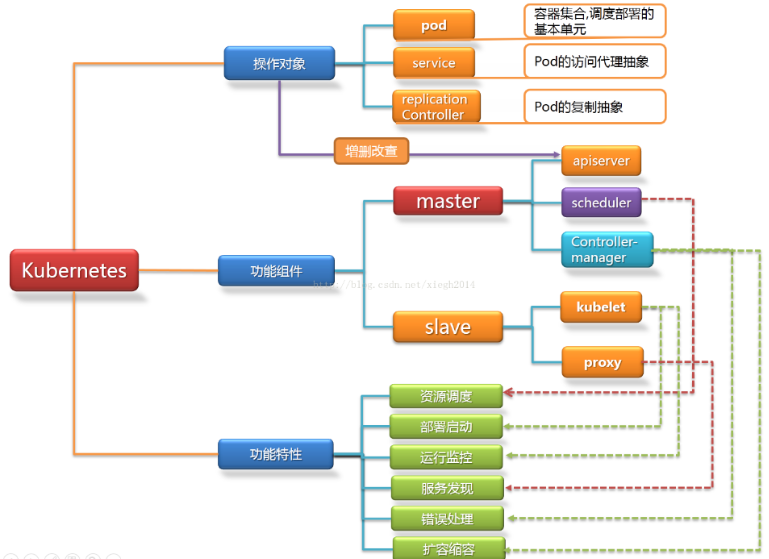 pod
容器集合,调度部署的
基本单元
操作对象
service
Pod的访问代理抽象
replication
Controller
Pod的复制抽象
增删改查
apiserver
master
scheduler
Controller-
manager
Kubernetes
功能组件
http://blog.csdn.net/xiegh2014
kubelet
slave
proxy
资源调度
部署启动
功能特性
运行监控
服务发现
错误处理
扩容缩容